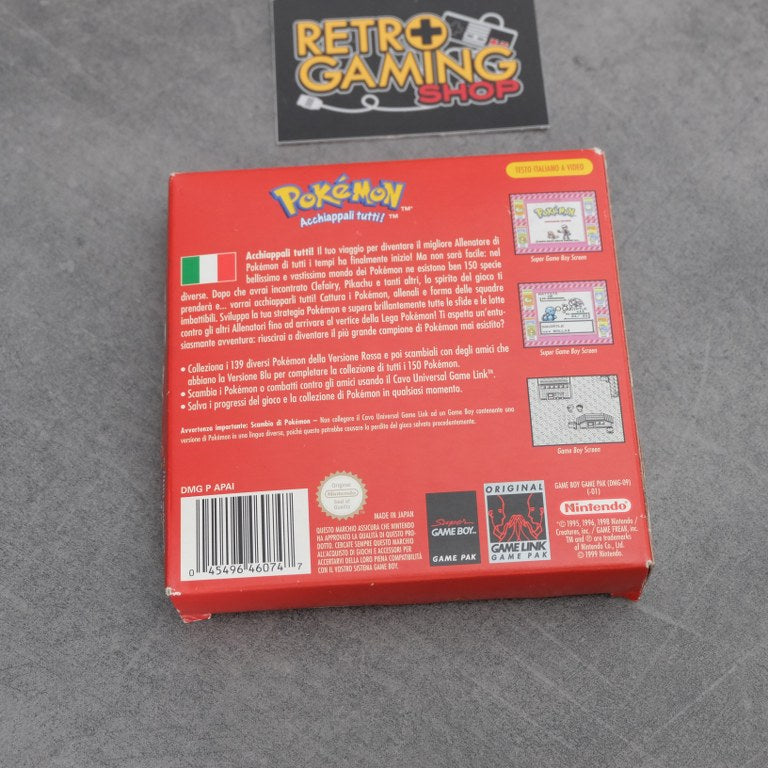 RETRO
GAMING
SHOP
TESTO ITALIANO A VIDEO
POKéMON™
Acchiappali tutti!™
Acchiappali tutti! Il tuo viaggio per diventare il migliore Allenatore di
Pokémon di tutti i tempi ha finalmente inizio! Ma non sarà facile: nel
bellissimo e vastissimo mondo dei Pokémon ne esistono ben 150 specie
diverse. Dopo che avrai incontrato Clefairy, Pikachu e tanti altri, lo spirito del gioco ti
prenderà e... vorrai acchiapparli tutti! Cattura i Pokémon, allenali e forma delle squadre
imbattibili. Sviluppa la tua strategia Pokémon e supera brillantemente tutte le sfide e le lotte
contro gli altri Allenatori fino ad arrivare al vertice della Lega Pokémon! Ti aspetta un'entu-
siasmante avventura: riuscirai a diventare il più grande campione di Pokémon mai esistito?
• Colleziona i 139 diversi Pokémon della Versione Rossa e poi scambiali con degli amici che
abbiano la Versione Blu per completare la collezione di tutti i 150 Pokémon.
• Scambia i Pokémon o combatti contro gli amici usando il Cavo Universal Game Link™.
• Salva i progressi del gioco e la collezione di Pokémon in qualsiasi momento.
Avvertenza importante: Scambio di Pokémon – Non collegare il Cavo Universal Game Link ad un Game Boy contenente una
versione di Pokémon in una lingua diversa, poiché questo potrebbe causare la perdita del gioco salvato precedentemente.
POKéMON
Super Game Boy Screen
SQUIRTLE
Super Game Boy Screen
Game Boy Screen
DMG P APAI
0 45496 46074 7
Original
Nintendo
Seal of
Quality
MADE IN JAPAN
QUESTO MARCHIO ASSICURA CHE NINTENDO
HA APPROVATO LA QUALITÀ DI QUESTO PRO-
DOTTO. CERCATE SEMPRE QUESTO MARCHIO
ALL'ACQUISTO DI GIOCHI E ACCESSORI PER
ACCERTARVI DELLA LORO PIENA COMPATIBILITÀ
CON IL VOSTRO SISTEMA GAME BOY.
Super
GAME BOY™
GAME PAK
ORIGINAL
GAME LINK
GAME PAK
GAME BOY GAME PAK (DMG-09)
(-01)
Nintendo®
©1995, 1996, 1998 Nintendo /
Creatures, inc. / GAME FREAK, inc.
TM and ® are trademarks
of Nintendo Co., Ltd.
© 1999 Nintendo.